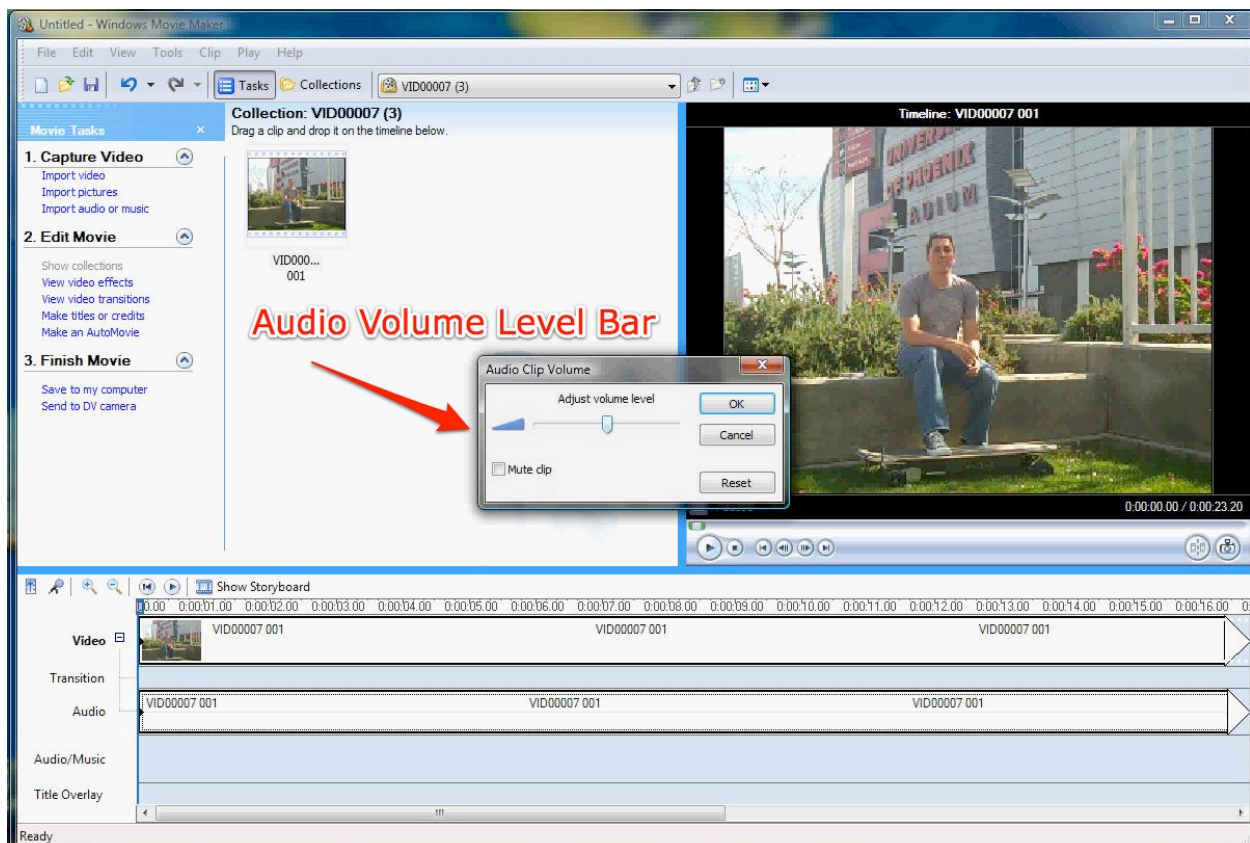 Untitled - Windows Movie Maker
File Edit View Tools Clip Play Help
Tasks Collections VID00007 (3)
Movie Tasks
1. Capture Video
Import video
Import pictures
Import audio or music
2. Edit Movie
Show collections
View video effects
View video transitions
Make titles or credits
Make an AutoMovie
3. Finish Movie
Save to my computer
Send to DV camera
Collection: VID00007 (3)
Drag a clip and drop it on the timeline below.
VID000...
001
Audio Volume Level Bar
Audio Clip Volume
Adjust volume level
OK
Cancel
Mute clip
Reset
Timeline: VID00007 001
UNIVERSITY
OF PHOENIX
STADIUM
0:00:00.00 / 0:00:23.20
Show Storyboard
0.00 0:00:01.00 0:00:02.00 0:00:03.00 0:00:04.00 0:00:05.00 0:00:06.00 0:00:07.00 0:00:08.00 0:00:09.00 0:00:10.00 0:00:11.00 0:00:12.00 0:00:13.00 0:00:14.00 0:00:15.00 0:00:16.00
Video VID00007 001 VID00007 001 VID00007 001
Transition
Audio VID00007 001 VID00007 001 VID00007 001
Audio/Music
Title Overlay
Ready